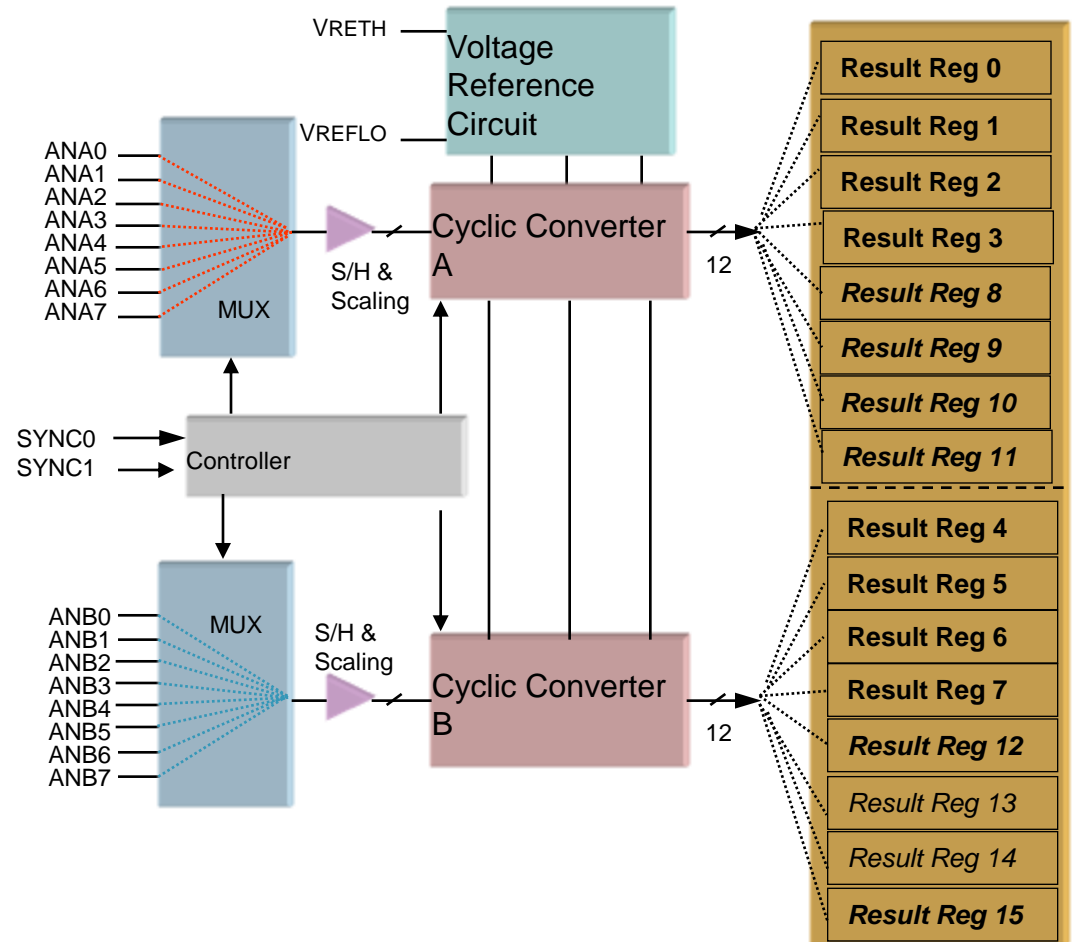 VRETH
Voltage
Reference
Circuit
VREFLO
ANA0
ANA1
ANA2
ANA3
ANA4
ANA5
ANA6
ANA7
MUX
S/H &
Scaling
Cyclic Converter
A
12
Result Reg 0
Result Reg 1
Result Reg 2
Result Reg 3
Result Reg 8
Result Reg 9
Result Reg 10
Result Reg 11
SYNC0
SYNC1
Controller
ANB0
ANB1
ANB2
ANB3
ANB4
ANB5
ANB6
ANB7
MUX
S/H &
Scaling
Cyclic Converter
B
12
Result Reg 4
Result Reg 5
Result Reg 6
Result Reg 7
Result Reg 12
Result Reg 13
Result Reg 14
Result Reg 15